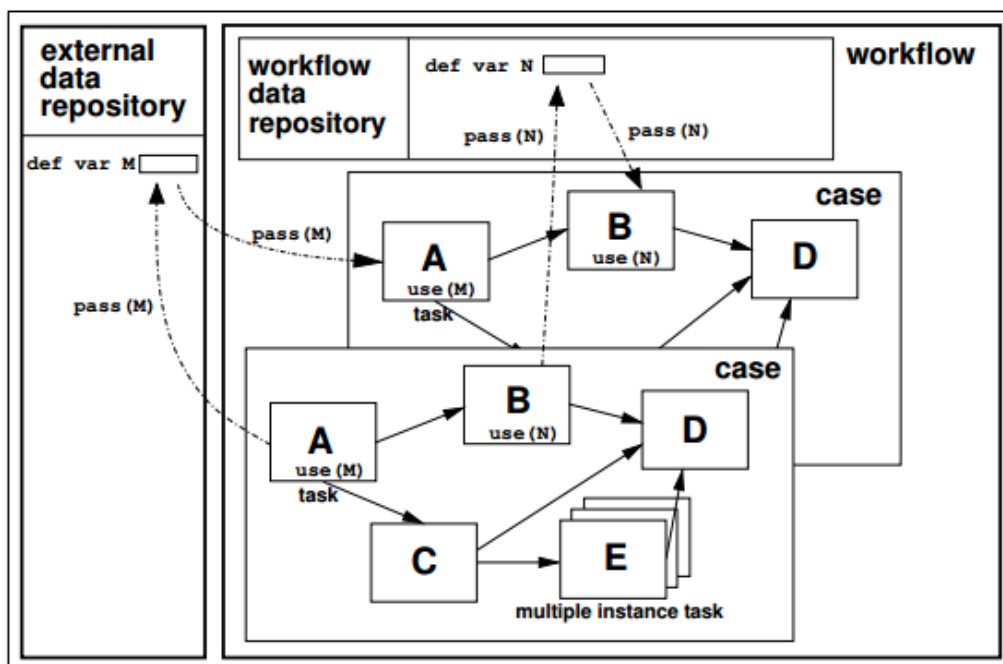 external
data
repository
def var M
pass(M)
pass(M)
workflow
workflow
data
repository
def var N
pass(N)
pass(N)
case
A
use(M)
task
B
use(N)
D
case
A
use(M)
task
B
use(N)
D
C
E
multiple instance task